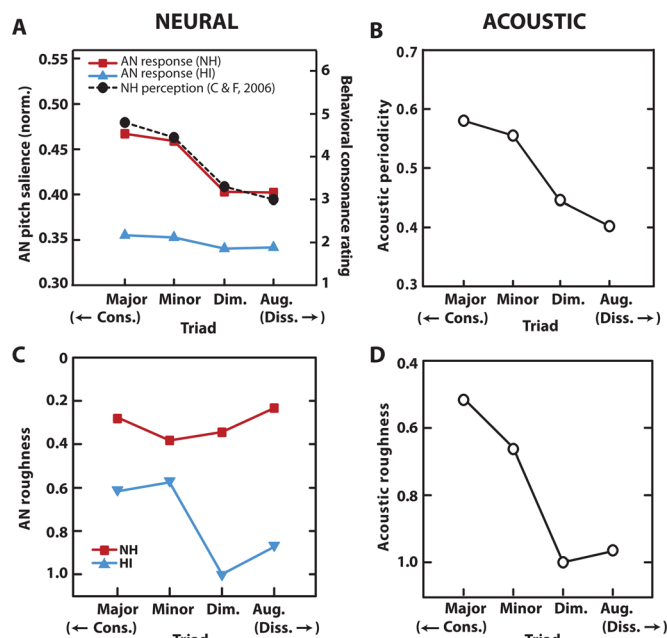 NEURAL
ACOUSTIC
A
0.55
0.50
0.45
0.40
0.35
0.30
AN pitch salience (norm.)
AN response (NH)
AN response (HI)
NH perception (C & F, 2006)
6
5
4
3
2
1
Behavioral consonance rating
Major Minor Dim. Aug.
(← Cons.) (Diss. →)
Triad
B
0.7
0.6
0.5
0.4
0.3
Acoustic periodicity
Major Minor Dim. Aug.
(← Cons.) (Diss. →)
Triad
C
0
0.2
0.4
0.6
0.8
1.0
AN roughness
NH
HI
Major Minor Dim. Aug.
(← Cons.) (Diss. →)
Triad
D
0.4
0.6
0.8
1.0
Acoustic roughness
Major Minor Dim. Aug.
(← Cons.) (Diss. →)
Triad